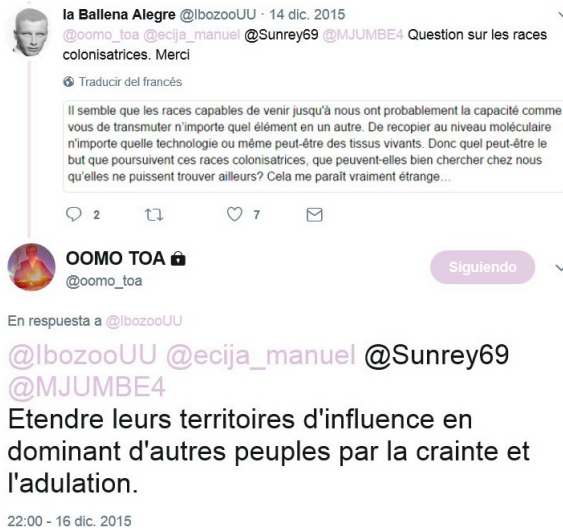 la Ballena Alegre @IbozooUU · 14 dic. 2015
@oomo_toa @ecija_manuel @Sunrey69 @MJUMBE4 Question sur les races
colonisatrices. Merci
Traducir del francés
Il semble que les races capables de venir jusqu'à nous ont probablement la capacité comme
vous de transmuter n'importe quel élément en un autre. De recopier au niveau moléculaire
n'importe quelle technologie ou même peut-être des tissus vivants. Donc quel peut-être le
but que poursuivent ces races colonisatrices, que peuvent-elles bien chercher chez nous
qu'elles ne puissent trouver ailleurs? Cela me paraît vraiment étrange…
2 7
OOMO TOA
@oomo_toa
Siguiendo
En respuesta a @IbozooUU
@IbozooUU @ecija_manuel @Sunrey69
@MJUMBE4
Etendre leurs territoires d'influence en
dominant d'autres peuples par la crainte et
l'adulation.
22:00 - 16 dic. 2015